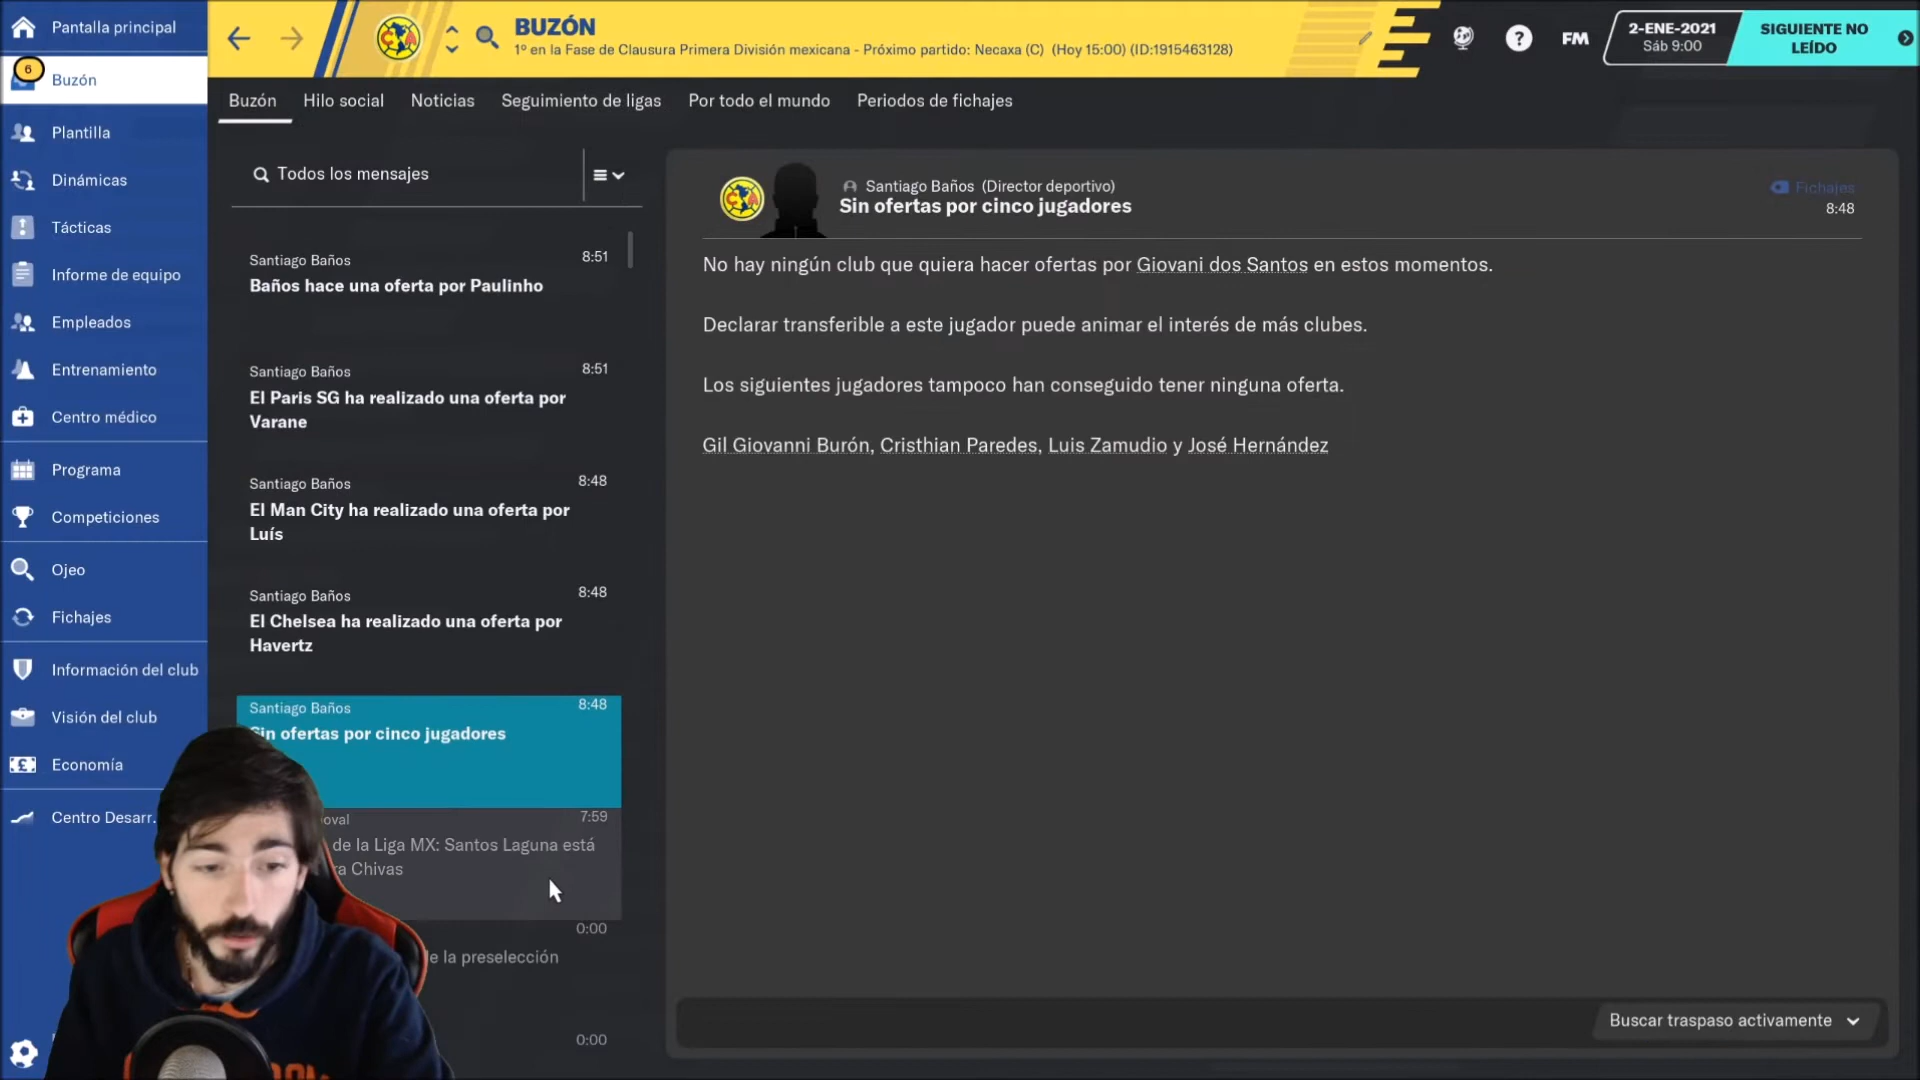 Pantalla principal
6
Buzón
Plantilla
Dinámicas
Tácticas
Informe de equipo
Empleados
Entrenamiento
Centro médico
Programa
Competiciones
Ojeo
Fichajes
Información del club
Visión del club
Economía
Centro Desarr.
BUZÓN
1º en la Fase de Clausura Primera División mexicana - Próximo partido: Necaxa (C) (Hoy 15:00) (ID:1915463128)
FM
2-ENE-2021
Sáb 9:00
SIGUIENTE NO LEÍDO
Buzón Hilo social Noticias Seguimiento de ligas Por todo el mundo Periodos de fichajes
Todos los mensajes
Santiago Baños 8:51
Baños hace una oferta por Paulinho
Santiago Baños 8:51
El Paris SG ha realizado una oferta por
Varane
Santiago Baños 8:48
El Man City ha realizado una oferta por
Luís
Santiago Baños 8:48
El Chelsea ha realizado una oferta por
Havertz
Santiago Baños 8:48
Sin ofertas por cinco jugadores
oval 7:59
de la Liga MX: Santos Laguna está
ra Chivas
0:00
de la preselección
0:00
Santiago Baños (Director deportivo)
Sin ofertas por cinco jugadores
Fichajes
8:48
No hay ningún club que quiera hacer ofertas por Giovani dos Santos en estos momentos.
Declarar transferible a este jugador puede animar el interés de más clubes.
Los siguientes jugadores tampoco han conseguido tener ninguna oferta.
Gil Giovanni Burón, Cristhian Paredes, Luis Zamudio y José Hernández
Buscar traspaso activamente